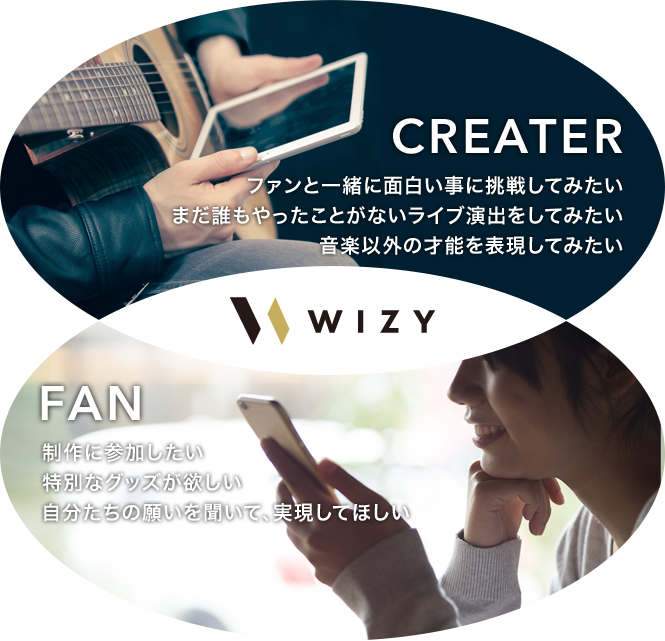 CREATER
ファンと一緒に面白い事に挑戦してみたい
まだ誰もやったことがないライブ演出をしてみたい
音楽以外の才能を表現してみたい
WIZY
FAN
制作に参加したい
特別なグッズが欲しい
自分たちの願いを聞いて、実現してほしい